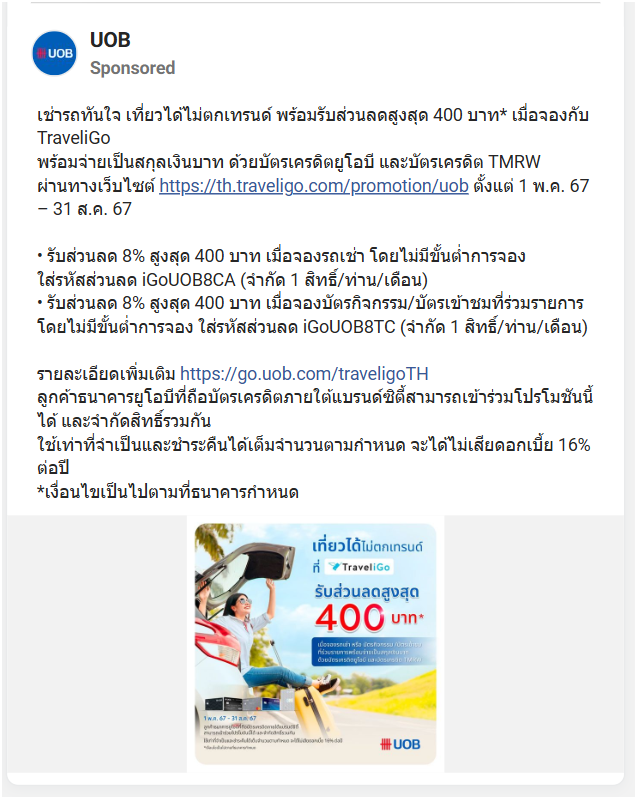 UOB
UOB
Sponsored
เช่ารถทันใจ เที่ยวได้ไม่ตกเทรนด์ พร้อมรับส่วนลดสูงสุด 400 บาท* เมื่อจองกับ
TraveliGo
พร้อมจ่ายเป็นสกุลเงินบาท ด้วยบัตรเครดิตยูโอบี และบัตรเครดิต TMRW
ผ่านทางเว็บไซต์ https://th.traveligo.com/promotion/uob ตั้งแต่ 1 พ.ค. 67
– 31 ส.ค. 67
• รับส่วนลด 8% สูงสุด 400 บาท เมื่อจองรถเช่า โดยไม่มีขั้นต่ำการจอง
ใส่รหัสส่วนลด iGoUOB8CA (จำกัด 1 สิทธิ์/ท่าน/เดือน)
• รับส่วนลด 8% สูงสุด 400 บาท เมื่อจองบัตรกิจกรรม/บัตรเข้าชมที่ร่วมรายการ
โดยไม่มีขั้นต่ำการจอง ใส่รหัสส่วนลด iGoUOB8TC (จำกัด 1 สิทธิ์/ท่าน/เดือน)
รายละเอียดเพิ่มเติม https://go.uob.com/traveligoTH
ลูกค้าธนาคารยูโอบีที่ถือบัตรเครดิตภายใต้แบรนด์ซิตี้สามารถเข้าร่วมโปรโมชันนี้
ได้ และจำกัดสิทธิ์รวมกัน
ใช้เท่าที่จำเป็นและชำระคืนได้เต็มจำนวนตามกำหนด จะได้ไม่เสียดอกเบี้ย 16%
ต่อปี
*เงื่อนไขเป็นไปตามที่ธนาคารกำหนด
เที่ยวได้ไม่ตกเทรนด์
ที่ TraveliGo
รับส่วนลดสูงสุด
400 บาท*
1 พ.ค. 67 - 31 ส.ค. 67
UOB